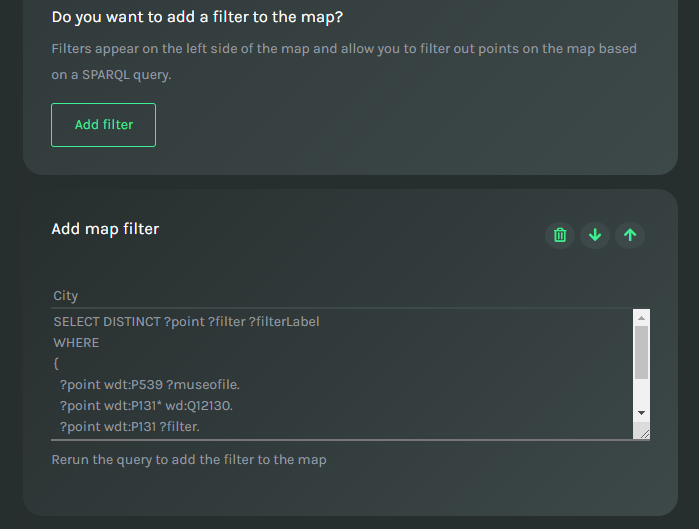 Do you want to add a filter to the map?
Filters appear on the left side of the map and allow you to filter out points on the map based
on a SPARQL query.
Add filter
Add map filter
City
SELECT DISTINCT ?point ?filter ?filterLabel
WHERE
{
?point wdt:P539 ?museofile.
?point wdt:P131* wd:Q12130.
?point wdt:P131 ?filter.
Rerun the query to add the filter to the map